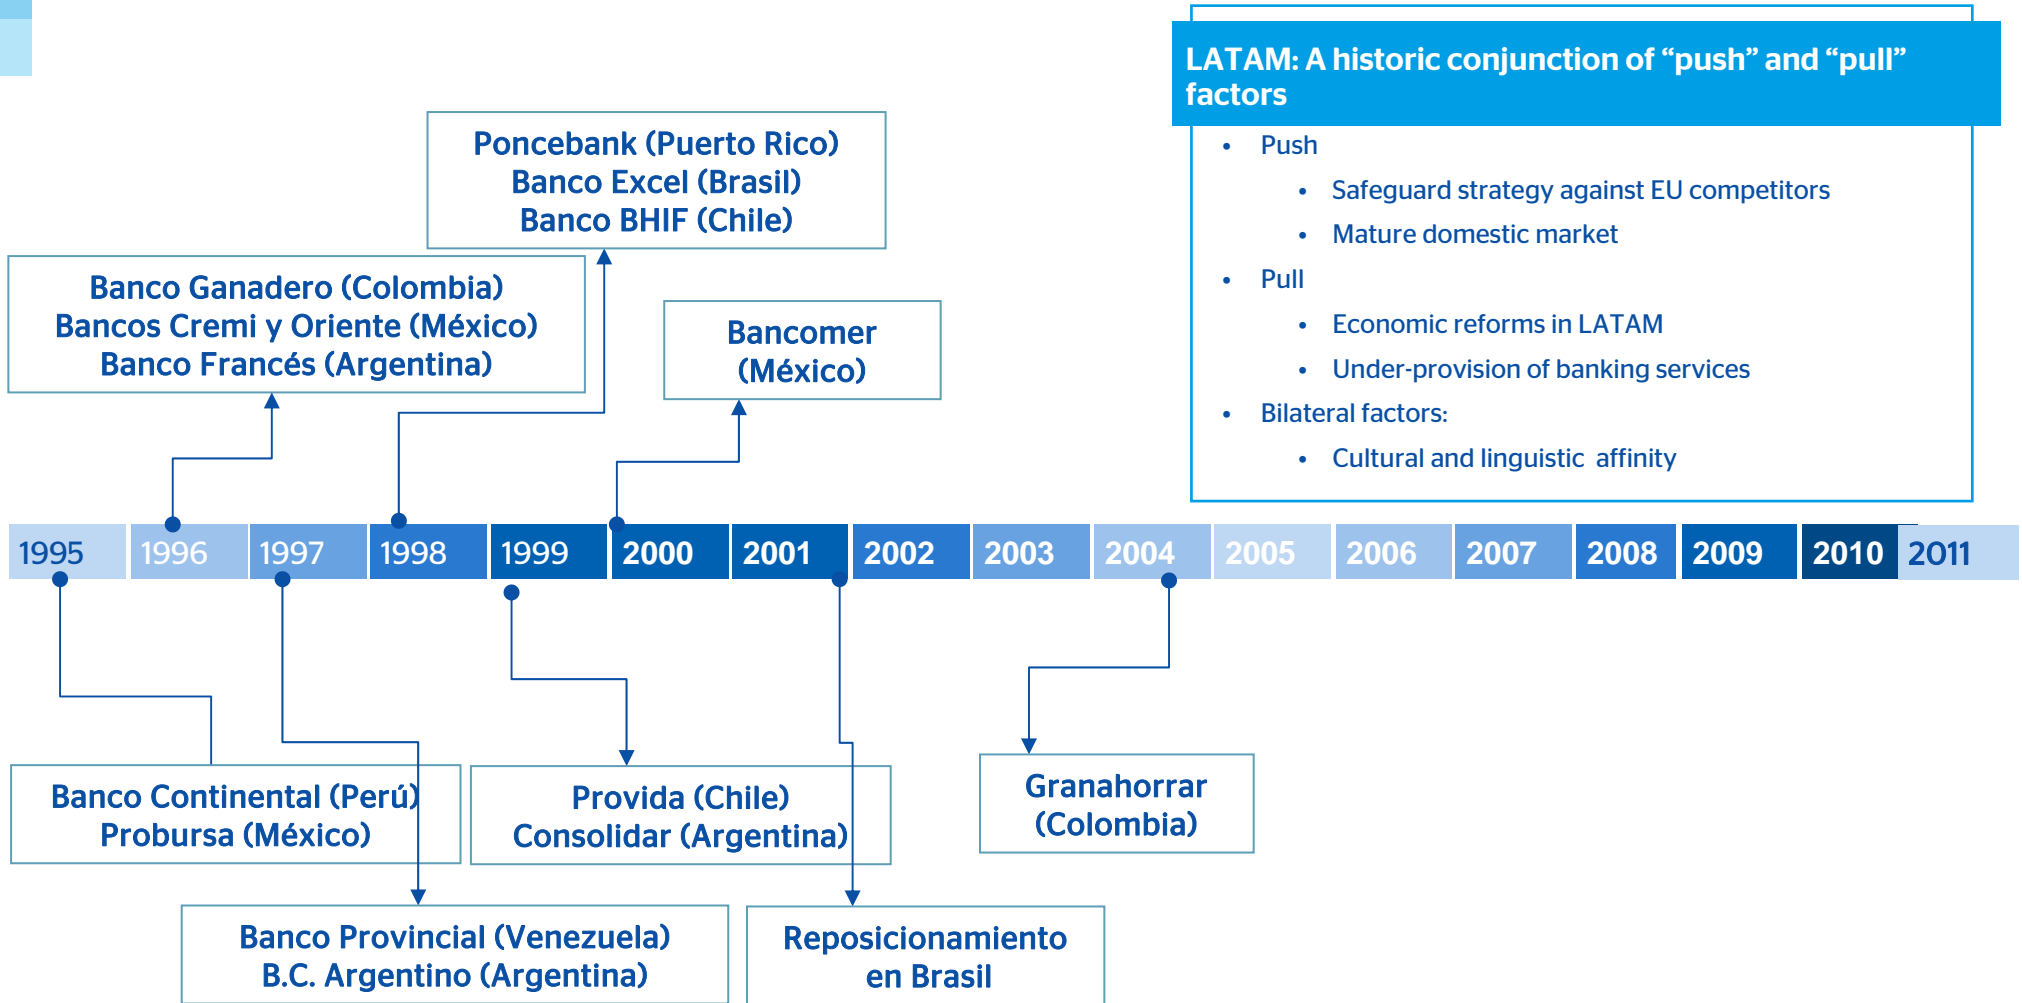 LATAM: A historic conjunction of “push” and “pull”
factors
• Push
• Safeguard strategy against EU competitors
• Mature domestic market
• Pull
• Economic reforms in LATAM
• Under-provision of banking services
• Bilateral factors:
• Cultural and linguistic affinity
Poncebank (Puerto Rico)
Banco Excel (Brasil)
Banco BHIF (Chile)
Banco Ganadero (Colombia)
Bancos Cremi y Oriente (México)
Banco Francés (Argentina)
Bancomer
(México)
1995 1996 1997 1998 1999 2000 2001 2002 2003 2004 2005 2006 2007 2008 2009 2010 2011
Banco Continental (Perú)
Probursa (México)
Provida (Chile)
Consolidar (Argentina)
Granahorrar
(Colombia)
Banco Provincial (Venezuela)
B.C. Argentino (Argentina)
Reposicionamiento
en Brasil